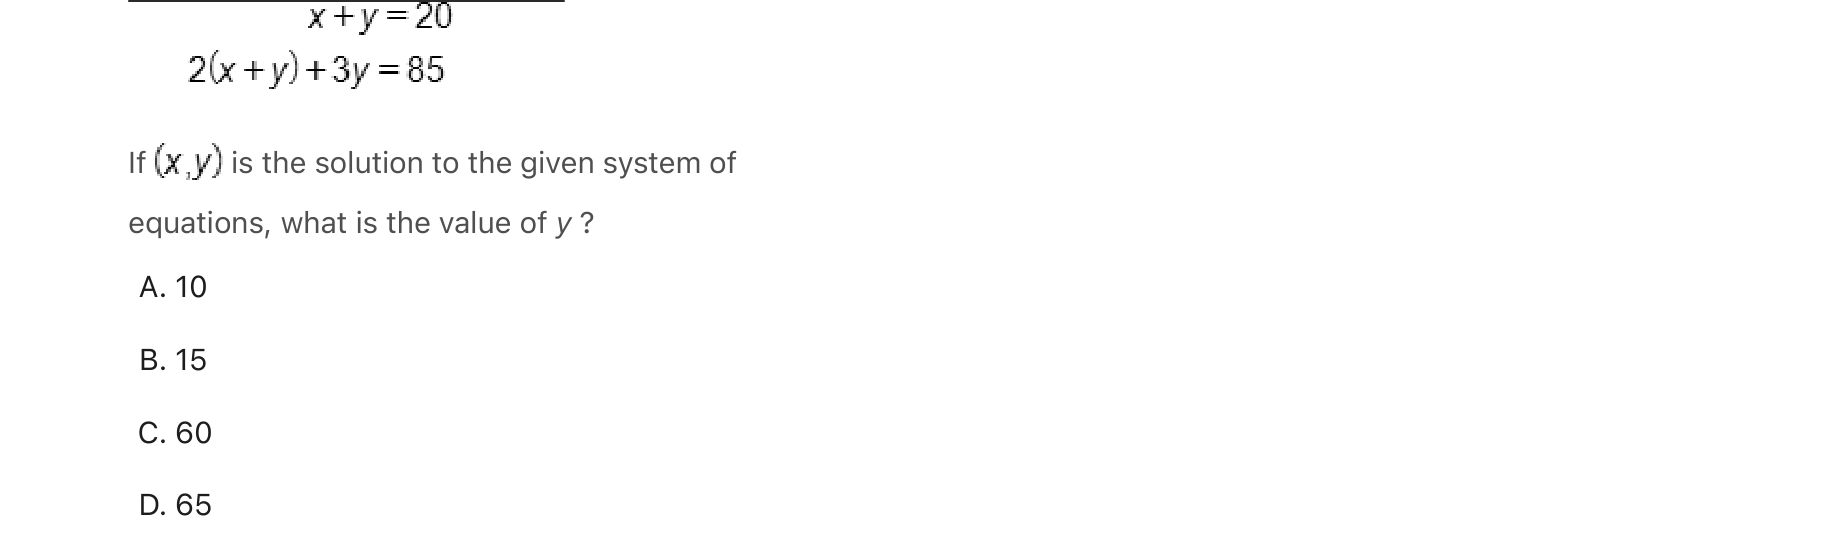 x + y = 20
2(x + y) + 3y = 85
If (x, y) is the solution to the given system of
equations, what is the value of y ?
A. 10
B. 15
C. 60
D. 65